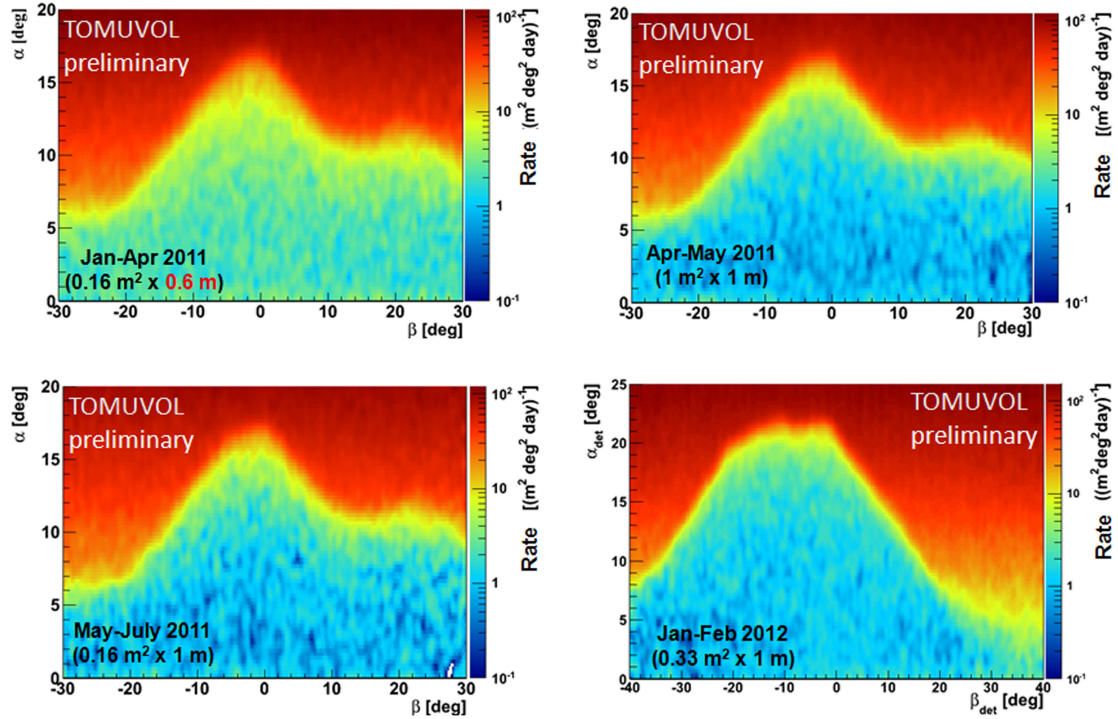 TOMUVOL
preliminary
Jan-Apr 2011
(0.16 m² x 0.6 m)
α [deg]
20
15
10
5
0
-30 -20 -10 0 10 20 30
β [deg]
10²
10
1
10⁻¹
Rate [(m² deg² day)⁻¹]
TOMUVOL
preliminary
Apr-May 2011
(1 m² x 1 m)
α [deg]
20
15
10
5
0
-30 -20 -10 0 10 20 30
β [deg]
10²
10
1
10⁻¹
Rate [(m² deg² day)⁻¹]
TOMUVOL
preliminary
May-July 2011
(0.16 m² x 1 m)
α [deg]
20
15
10
5
0
-30 -20 -10 0 10 20 30
β [deg]
10²
10
1
10⁻¹
Rate [(m² deg² day)⁻¹]
TOMUVOL
preliminary
Jan-Feb 2012
(0.33 m² x 1 m)
α_det [deg]
25
20
15
10
5
0
-40 -30 -20 -10 0 10 20 30 40
β_det [deg]
10²
10
1
10⁻¹
Rate ((m²deg²day)⁻¹]